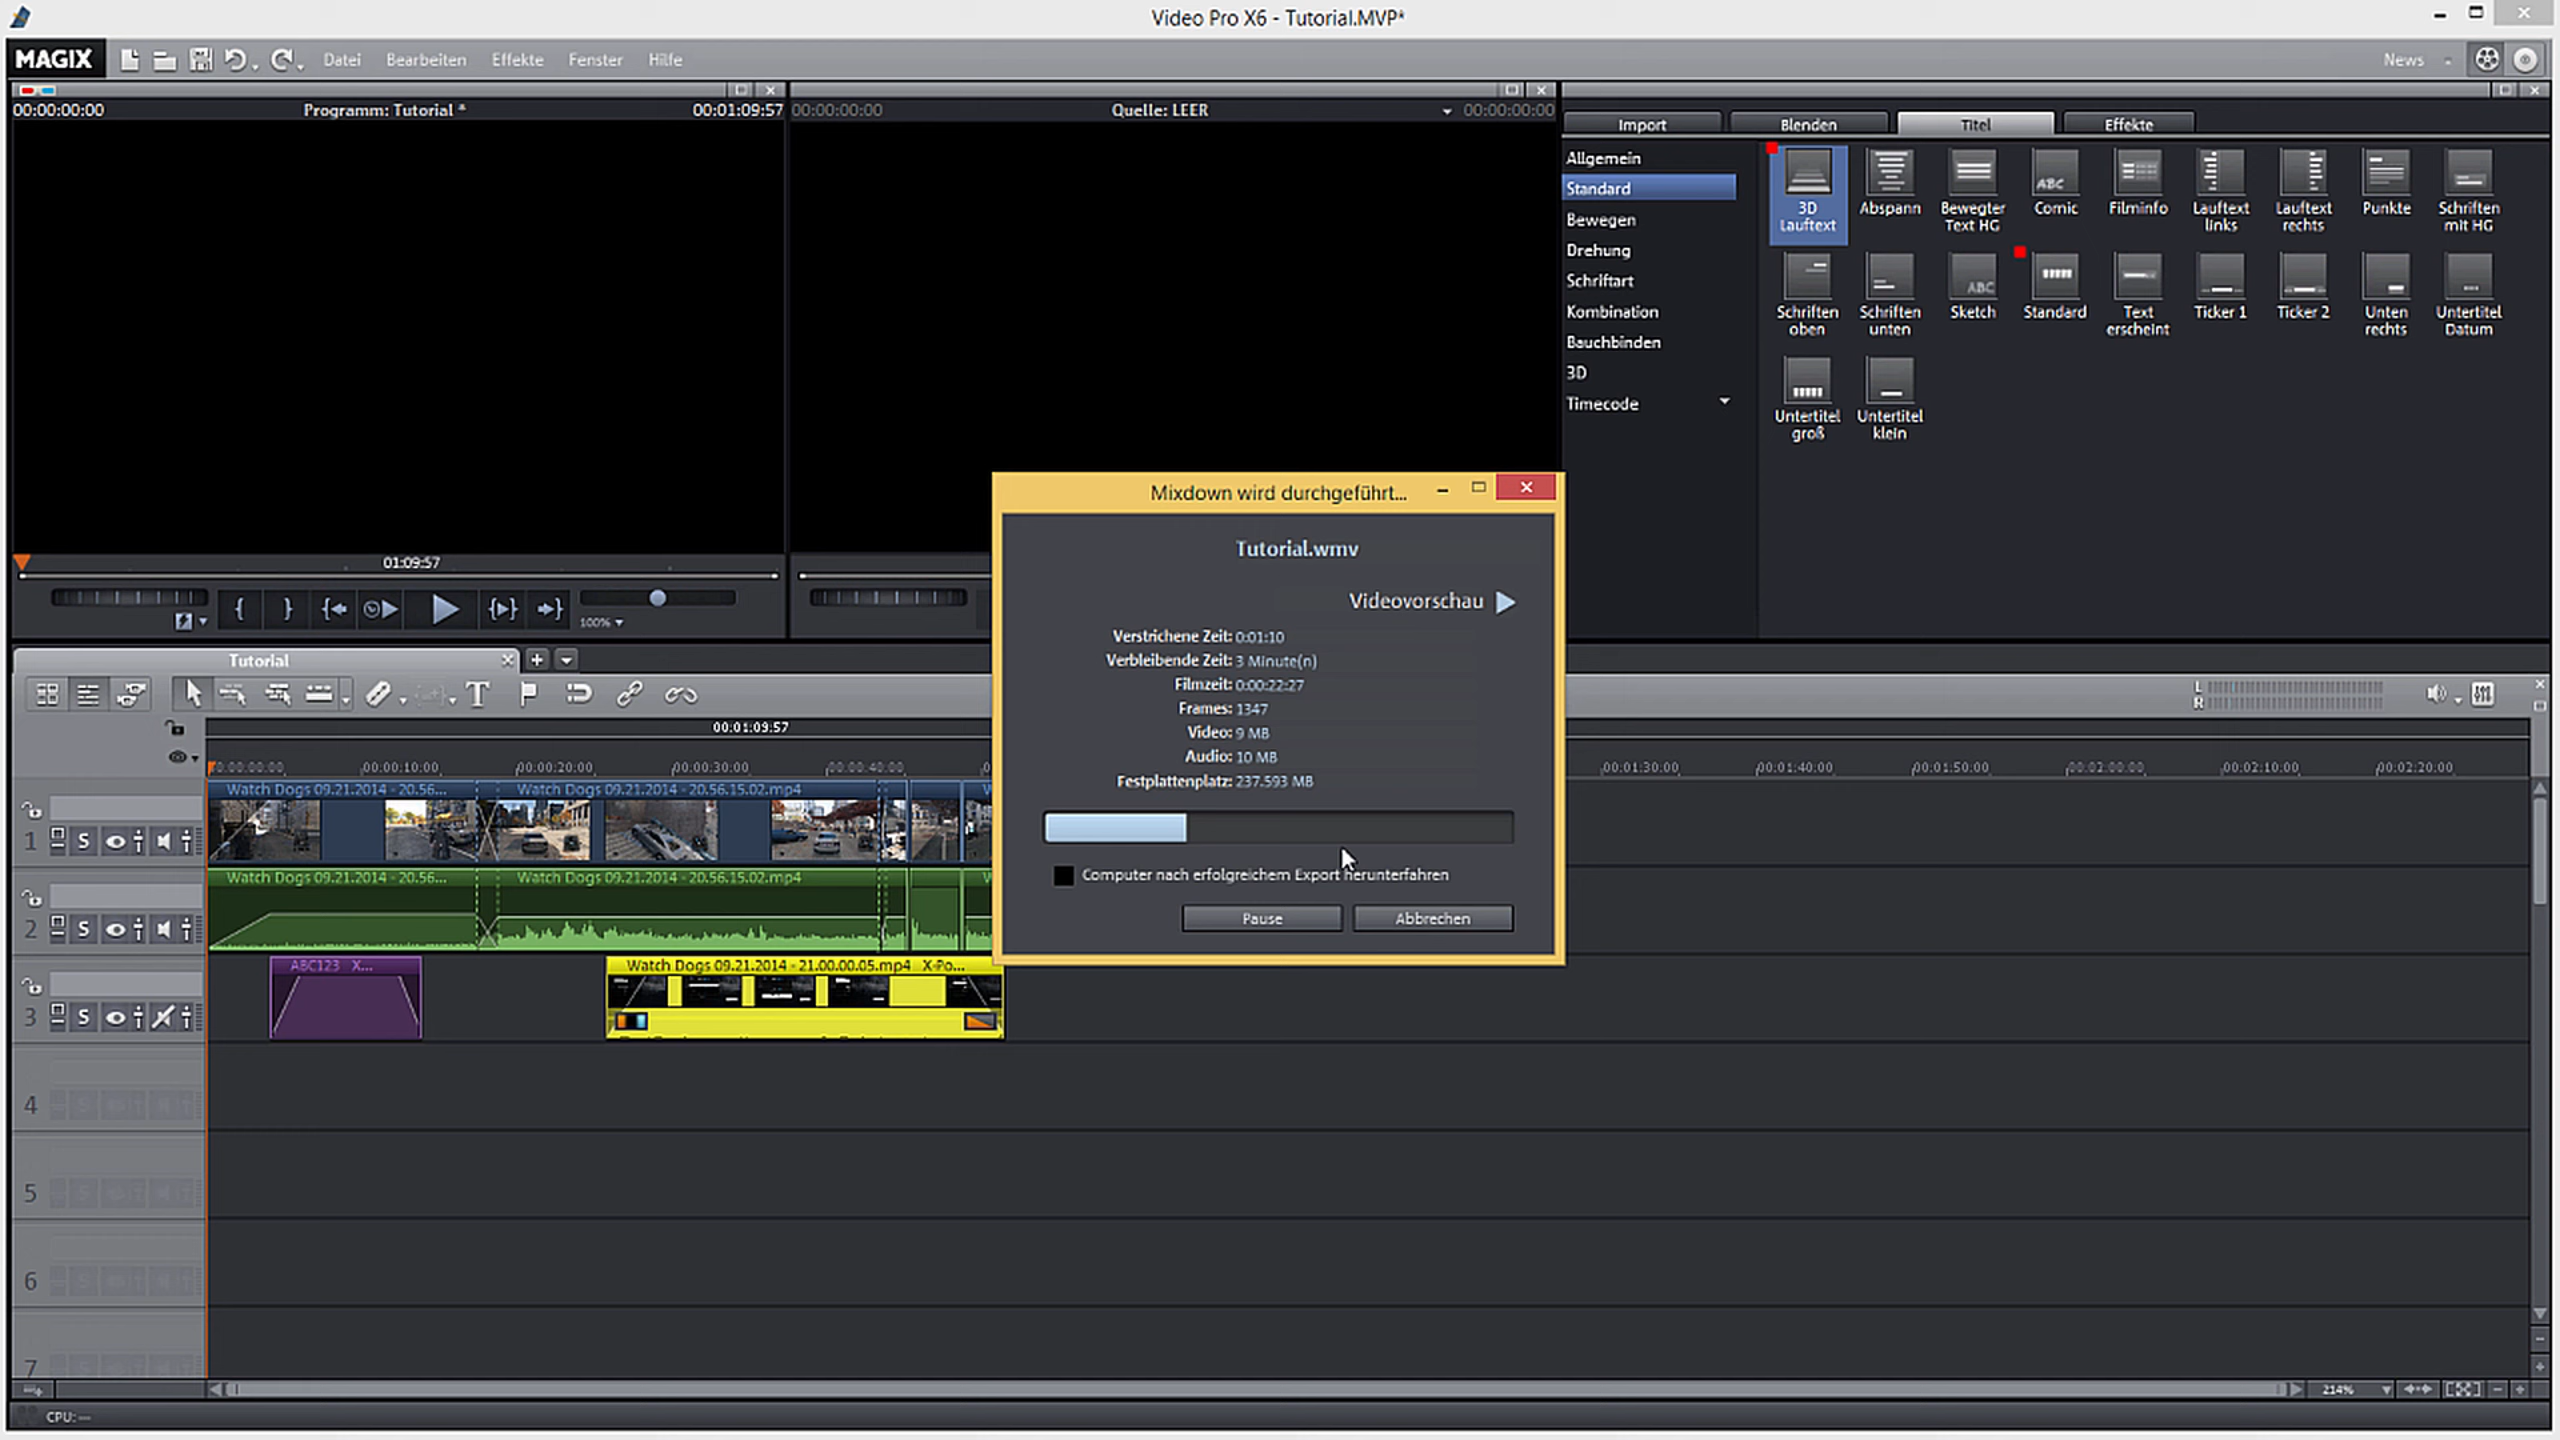 Video Pro X6 - Tutorial.MVP*
MAGIX
Datei
Bearbeiten
Effekte
Fenster
Hilfe
News
00:00:00:00
Programm: Tutorial *
00:01:09:57
00:00:00:00
Quelle: LEER
00:00:00:00
Import
Blenden
Titel
Effekte
Allgemein
Standard
Bewegen
Drehung
Schriftart
Kombination
Bauchbinden
3D
Timecode
3D
Lauftext
Abspann
Bewegter
Text HG
Comic
Filminfo
Lauftext
links
Lauftext
rechts
Punkte
Schriften
mit HG
Schriften
oben
Schriften
unten
Sketch
Standard
Text
erscheint
Ticker 1
Ticker 2
Unten
rechts
Untertitel
Datum
Untertitel
groß
Untertitel
klein
01:09:57
100%
Mixdown wird durchgeführt...
Tutorial.wmv
Videovorschau
Verstrichene Zeit: 0:01:10
Verbleibende Zeit: 3 Minute(n)
Filmzeit: 0:00:22:27
Frames: 1347
Video: 9 MB
Audio: 10 MB
Festplattenplatz: 237.593 MB
Computer nach erfolgreichem Export herunterfahren
Pause
Abbrechen
Tutorial
L
R
00:01:09:57
00:00:00:00
00:00:10:00
00:00:20:00
00:00:30:00
00:00:40:00
00:01:30:00
00:01:40:00
00:01:50:00
00:02:00:00
00:02:10:00
00:02:20:00
Watch Dogs 09.21.2014 - 20.56...
Watch Dogs 09.21.2014 - 20.56.15.02.mp4
1
S
Watch Dogs 09.21.2014 - 20.56...
Watch Dogs 09.21.2014 - 20.56.15.02.mp4
2
S
ABC123 X...
Watch Dogs 09.21.2014 - 21.00.00.05.mp4 X-Po...
3
S
4
5
6
7
214%
CPU: —